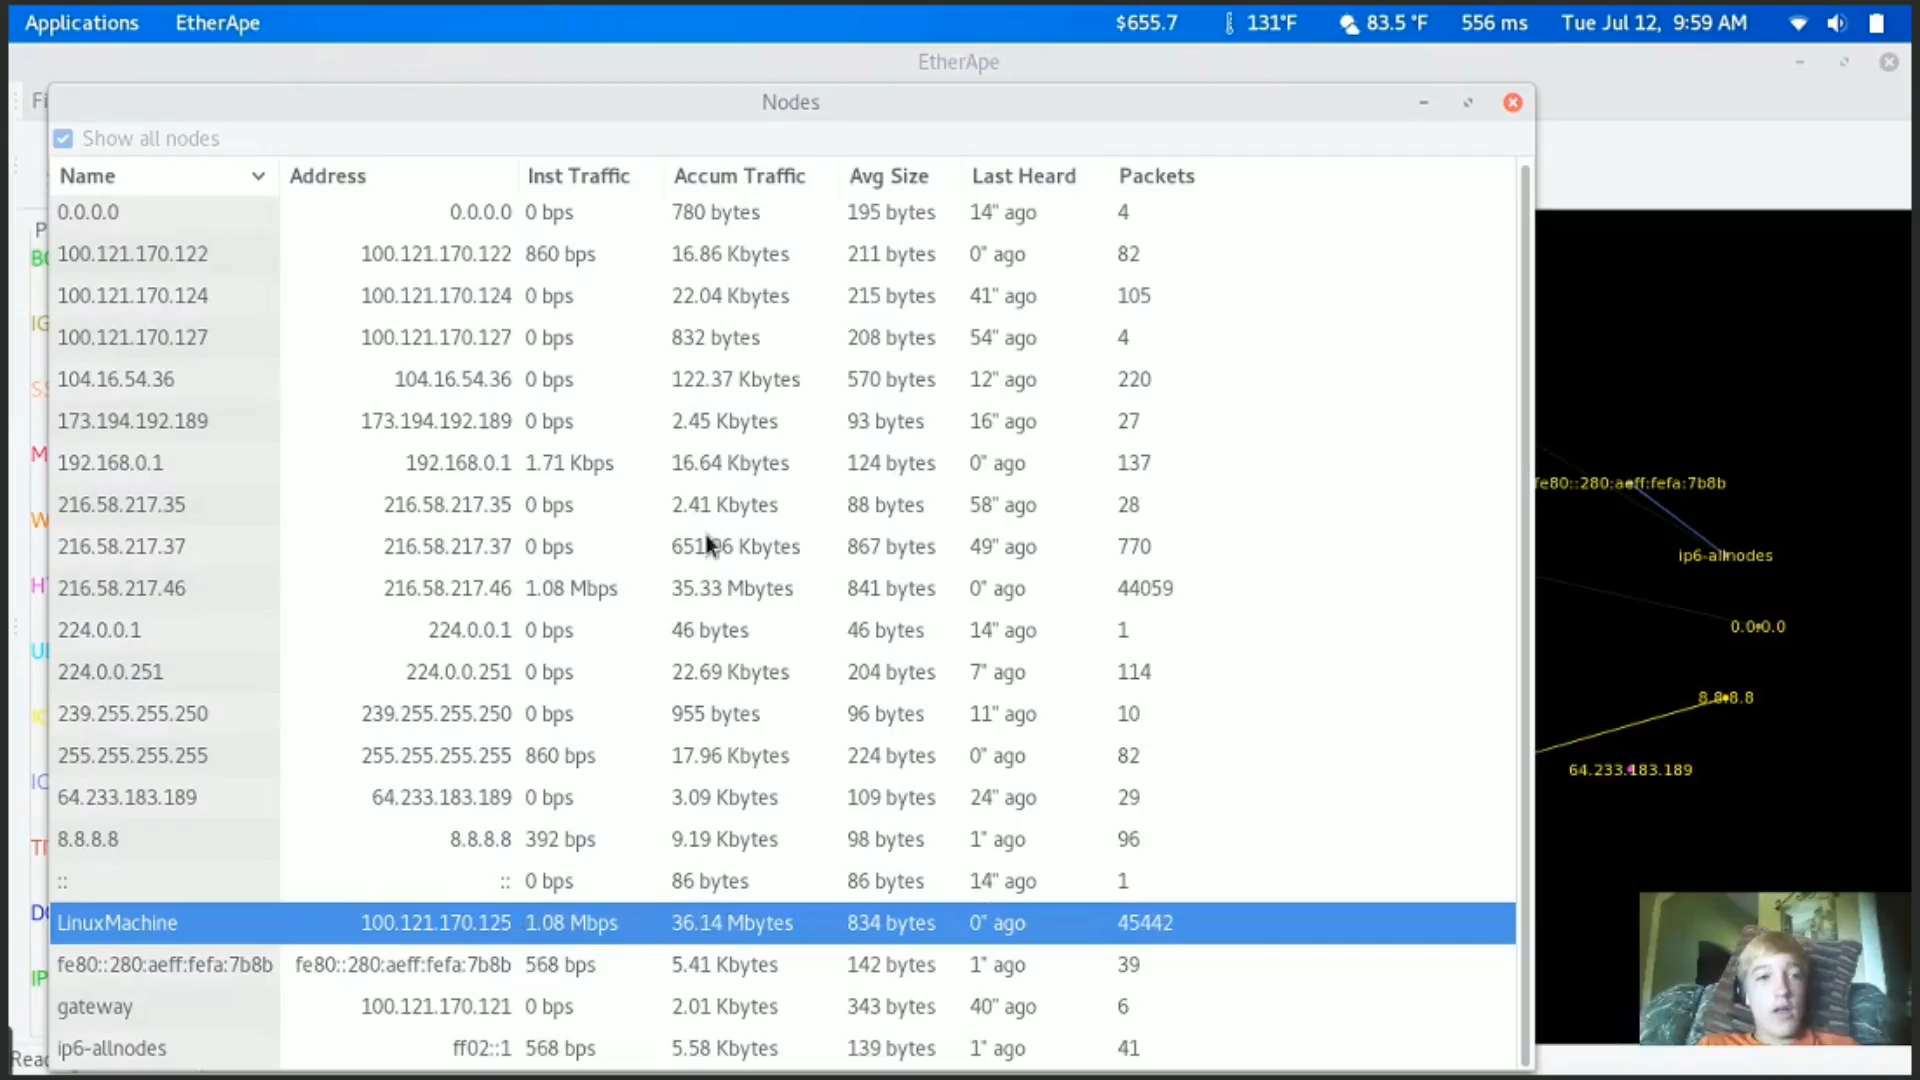 Applications EtherApe $655.7 131°F 83.5 °F 556 ms Tue Jul 12, 9:59 AM
EtherApe
Fi
Nodes
Show all nodes
Name Address Inst Traffic Accum Traffic Avg Size Last Heard Packets
0.0.0.0 0.0.0.0 0 bps 780 bytes 195 bytes 14" ago 4
100.121.170.122 100.121.170.122 860 bps 16.86 Kbytes 211 bytes 0" ago 82
100.121.170.124 100.121.170.124 0 bps 22.04 Kbytes 215 bytes 41" ago 105
100.121.170.127 100.121.170.127 0 bps 832 bytes 208 bytes 54" ago 4
104.16.54.36 104.16.54.36 0 bps 122.37 Kbytes 570 bytes 12" ago 220
173.194.192.189 173.194.192.189 0 bps 2.45 Kbytes 93 bytes 16" ago 27
192.168.0.1 192.168.0.1 1.71 Kbps 16.64 Kbytes 124 bytes 0" ago 137
216.58.217.35 216.58.217.35 0 bps 2.41 Kbytes 88 bytes 58" ago 28
216.58.217.37 216.58.217.37 0 bps Kbytes 867 bytes 49" ago 770
216.58.217.46 216.58.217.46 1.08 Mbps 35.33 Mbytes 841 bytes 0" ago 44059
224.0.0.1 224.0.0.1 0 bps 46 bytes 46 bytes 14" ago 1
224.0.0.251 224.0.0.251 0 bps 22.69 Kbytes 204 bytes 7" ago 114
239.255.255.250 239.255.255.250 0 bps 955 bytes 96 bytes 11" ago 10
255.255.255.255 255.255.255.255 860 bps 17.96 Kbytes 224 bytes 0" ago 82
64.233.183.189 64.233.183.189 0 bps 3.09 Kbytes 109 bytes 24" ago 29
8.8.8.8 8.8.8.8 392 bps 9.19 Kbytes 98 bytes 1" ago 96
:: :: 0 bps 86 bytes 86 bytes 14" ago 1
LinuxMachine 100.121.170.125 1.08 Mbps 36.14 Mbytes 834 bytes 0" ago 45442
fe80::280:aeff:fefa:7b8b fe80::280:aeff:fefa:7b8b 568 bps 5.41 Kbytes 142 bytes 1" ago 39
gateway 100.121.170.121 0 bps 2.01 Kbytes 343 bytes 40" ago 6
ip6-allnodes ff02::1 568 bps 5.58 Kbytes 139 bytes 1" ago 41
fe80::280:aeff:fefa:7b8b
ip6-allnodes
0.0.0.0
8.8.8.8
64.233.183.189